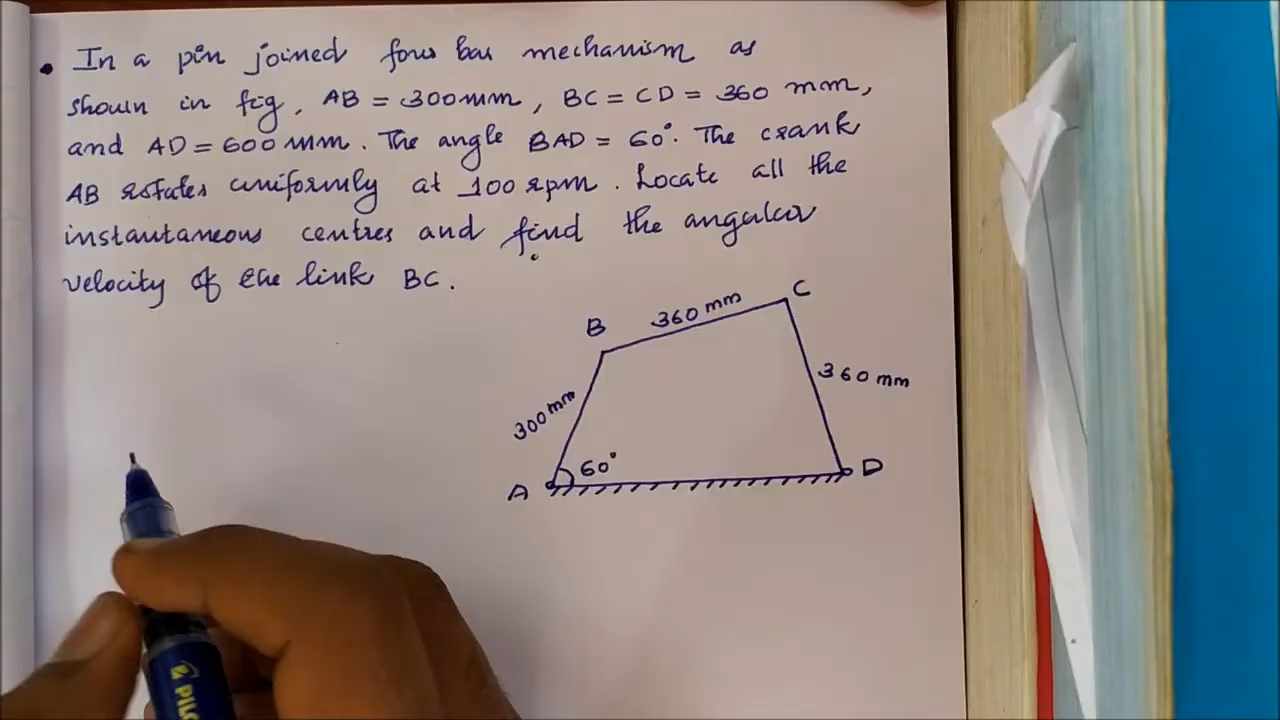 In a pin joined four bar mechanism as
shown in fig, AB = 300mm, BC = CD = 360 mm,
and AD = 600 mm. The angle BAD = 60°. The crank
AB rotates uniformly at 100 rpm. Locate all the
instantaneous centres and find the angular
velocity of the link BC.
B 360 mm C
300 mm
360 mm
60°
A
D
PILO